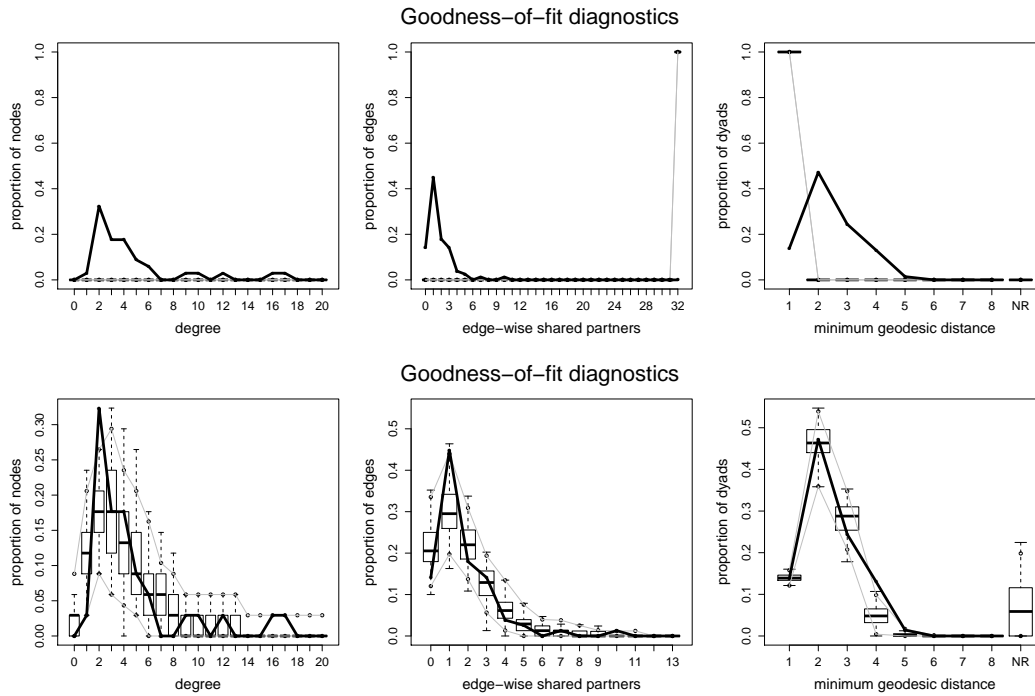 Goodness−of−fit diagnostics
proportion of nodes
0.0 0.2 0.4 0.6 0.8 1.0
0 2 4 6 8 10 12 14 16 18 20
degree
proportion of edges
0.0 0.2 0.4 0.6 0.8 1.0
0 3 6 9 12 16 20 24 28 32
edge−wise shared partners
proportion of dyads
0.0 0.2 0.4 0.6 0.8 1.0
1 2 3 4 5 6 7 8 NR
minimum geodesic distance
Goodness−of−fit diagnostics
proportion of nodes
0.00 0.05 0.10 0.15 0.20 0.25 0.30
0 2 4 6 8 10 12 14 16 18 20
degree
proportion of edges
0.0 0.1 0.2 0.3 0.4 0.5
0 1 2 3 4 5 6 7 8 9 11 13
edge−wise shared partners
proportion of dyads
0.0 0.1 0.2 0.3 0.4 0.5
1 2 3 4 5 6 7 8 NR
minimum geodesic distance